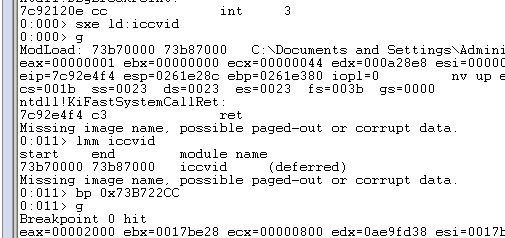 7c92120e cc int 3
0:000> sxe ld:iccvid
0:000> g
ModLoad: 73b70000 73b87000 C:\Documents and Settings\Admini
eax=00000001 ebx=00000000 ecx=00000044 edx=000a28e8 esi=00000
eip=7c92e4f4 esp=0261e28c ebp=0261e380 iopl=0 nv up e
cs=001b ss=0023 ds=0023 es=0023 fs=003b gs=0000
ntdll!KiFastSystemCallRet:
7c92e4f4 c3 ret
Missing image name, possible paged-out or corrupt data.
0:011> lmm iccvid
start end module name
73b70000 73b87000 iccvid (deferred)
Missing image name, possible paged-out or corrupt data.
0:011> bp 0x73B722CC
0:011> g
Breakpoint 0 hit
eax=00002000 ebx=0017be28 ecx=00000800 edx=0ae9fd38 esi=0017b